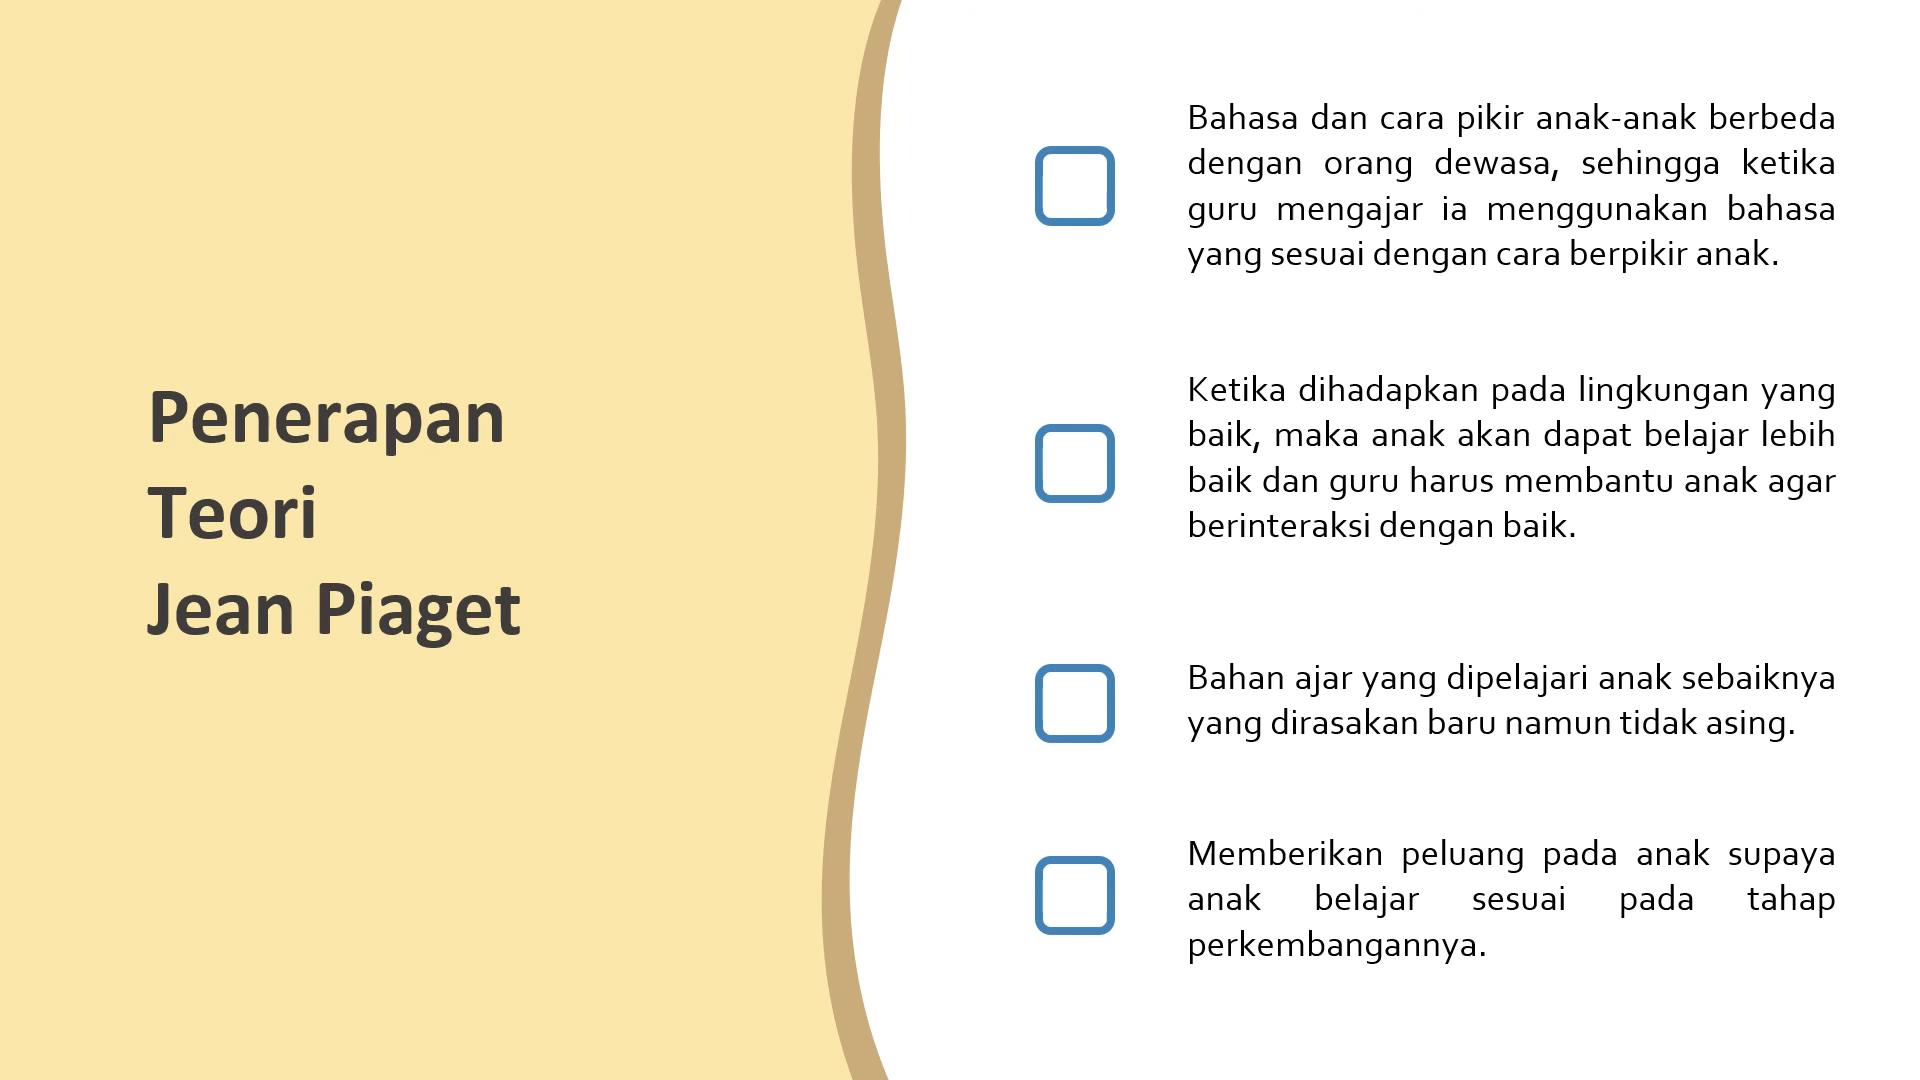 Penerapan
Teori
Jean Piaget
Bahasa dan cara pikir anak-anak berbeda
dengan orang dewasa, sehingga ketika
guru mengajar ia menggunakan bahasa
yang sesuai dengan cara berpikir anak.
Ketika dihadapkan pada lingkungan yang
baik, maka anak akan dapat belajar lebih
baik dan guru harus membantu anak agar
berinteraksi dengan baik.
Bahan ajar yang dipelajari anak sebaiknya
yang dirasakan baru namun tidak asing.
Memberikan peluang pada anak supaya
anak belajar sesuai pada tahap
perkembangannya.